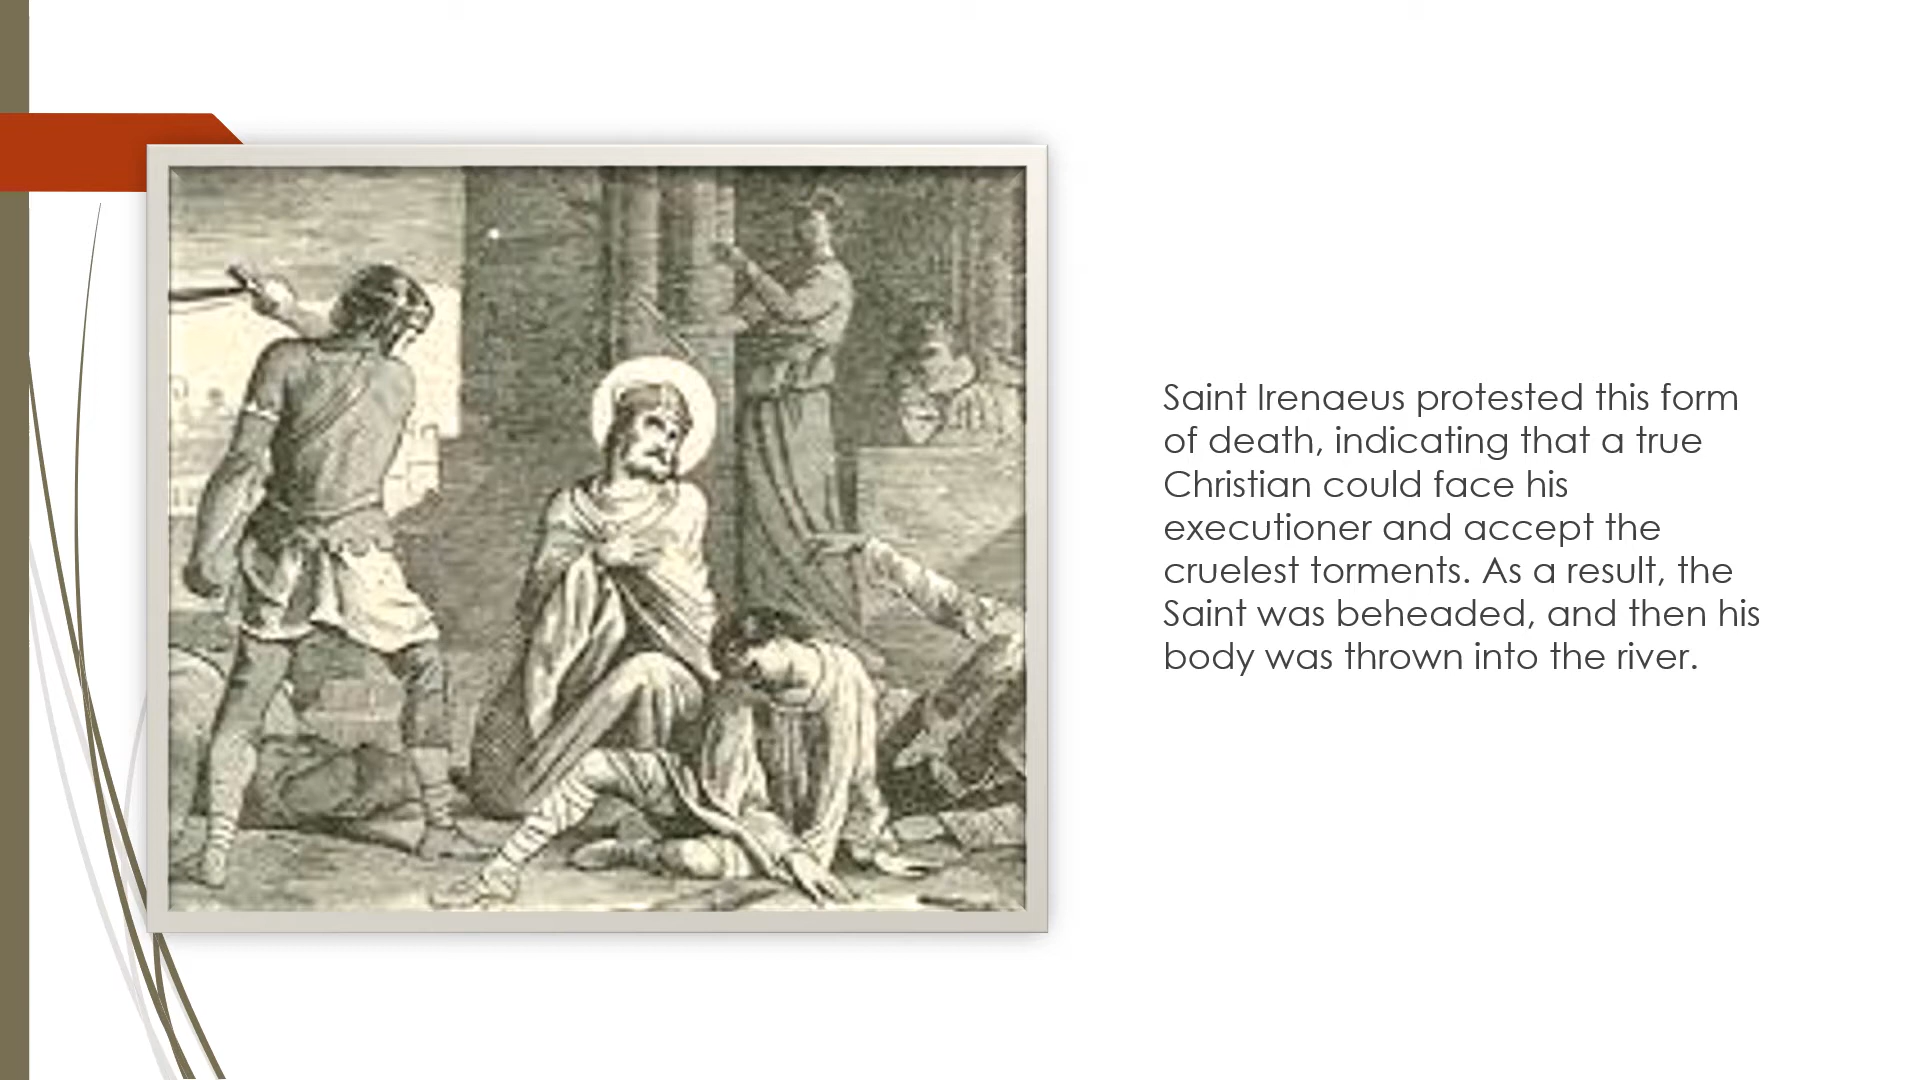 Saint Irenaeus protested this form
of death, indicating that a true
Christian could face his
executioner and accept the
cruelest torments. As a result, the
Saint was beheaded, and then his
body was thrown into the river.